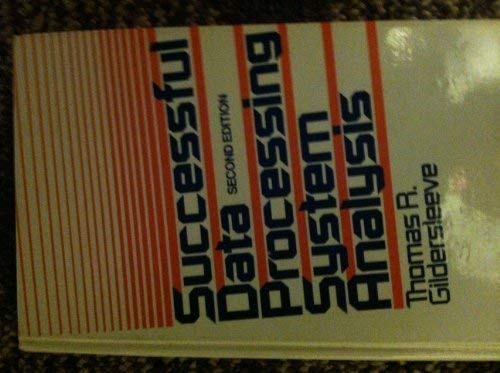 Successful
Data
SECOND EDITION
Processing
System
Analysis
Thomas R.
Gildersleeve